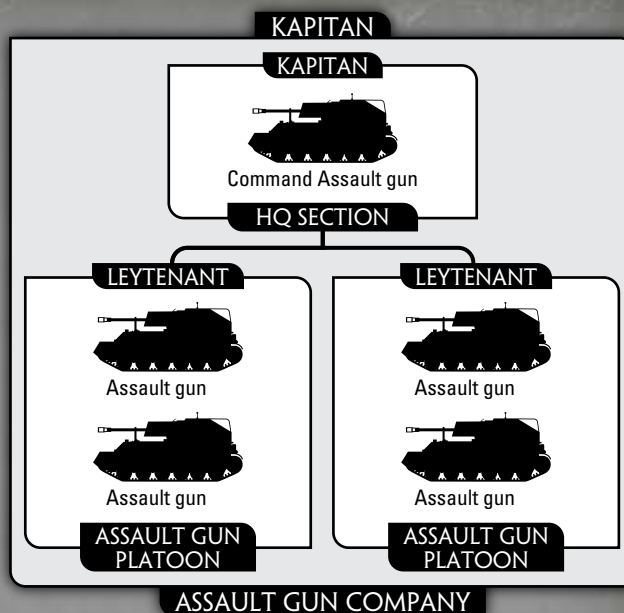 KAPITAN
KAPITAN
Command Assault gun
HQ SECTION
LEYTENANT
Assault gun
Assault gun
ASSAULT GUN
PLATOON
LEYTENANT
Assault gun
Assault gun
ASSAULT GUN
PLATOON
ASSAULT GUN COMPANY